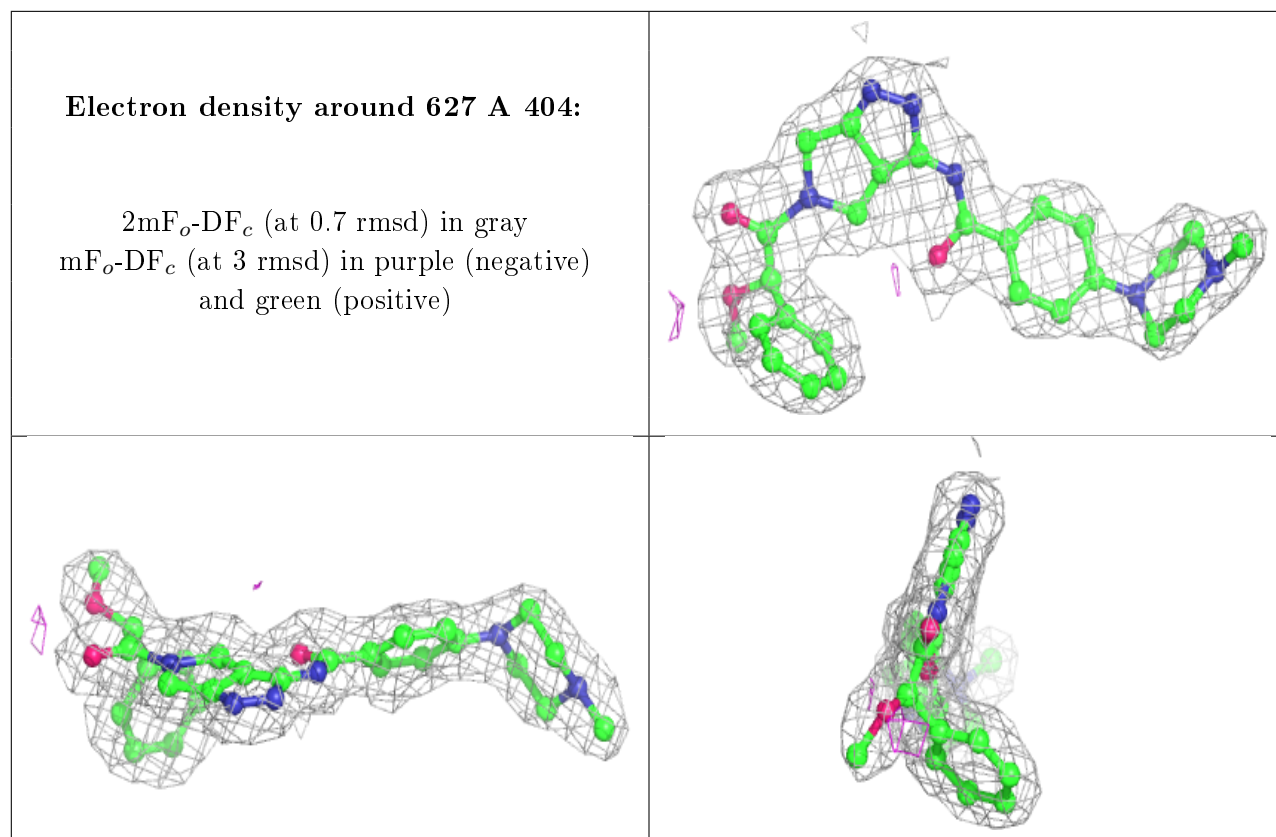 Electron density around 627 A 404:
2mFₒ-DF𝒸 (at 0.7 rmsd) in gray
mFₒ-DF𝒸 (at 3 rmsd) in purple (negative)
and green (positive)